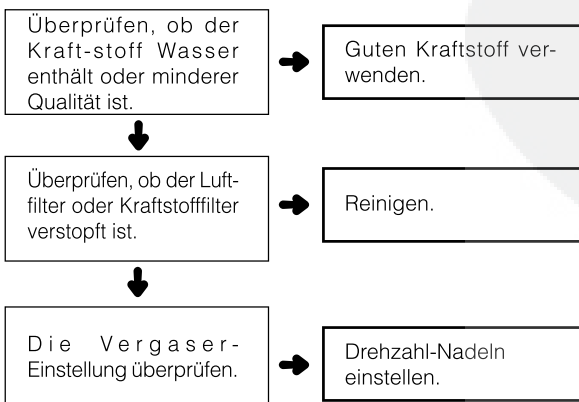 Überprüfen, ob der
Kraft-stoff Wasser
enthält oder minderer
Qualität ist.
Guten Kraftstoff ver-
wenden.
Überprüfen, ob der Luft-
filter oder Kraftstofffilter
verstopft ist.
Reinigen.
Die Vergaser-
Einstellung überprüfen.
Drehzahl-Nadeln
einstellen.